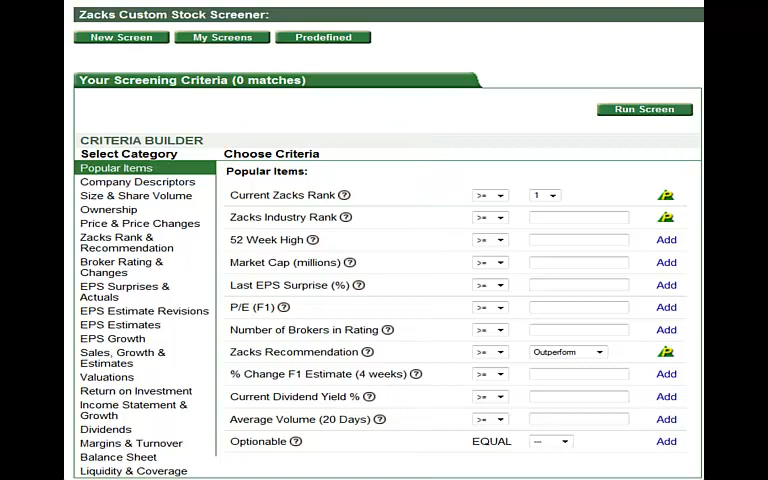 Zacks Custom Stock Screener:
New Screen My Screens Predefined
Your Screening Criteria (0 matches)
Run Screen
CRITERIA BUILDER
Select Category Choose Criteria
Popular Items
Company Descriptors
Size & Share Volume
Ownership
Price & Price Changes
Zacks Rank &
Recommendation
Broker Rating &
Changes
EPS Surprises &
Actuals
EPS Estimate Revisions
EPS Estimates
EPS Growth
Sales, Growth &
Estimates
Valuations
Return on Investment
Income Statement &
Growth
Dividends
Margins & Turnover
Balance Sheet
Liquidity & Coverage
Popular Items:
Current Zacks Rank ? >= 1
Zacks Industry Rank ? >=
52 Week High ? >= Add
Market Cap (millions) ? >= Add
Last EPS Surprise (%) ? >= Add
P/E (F1) ? >= Add
Number of Brokers in Rating ? >= Add
Zacks Recommendation ? >= Outperform
% Change F1 Estimate (4 weeks) ? >= Add
Current Dividend Yield % ? >= Add
Average Volume (20 Days) ? >= Add
Optionable ? EQUAL --- Add